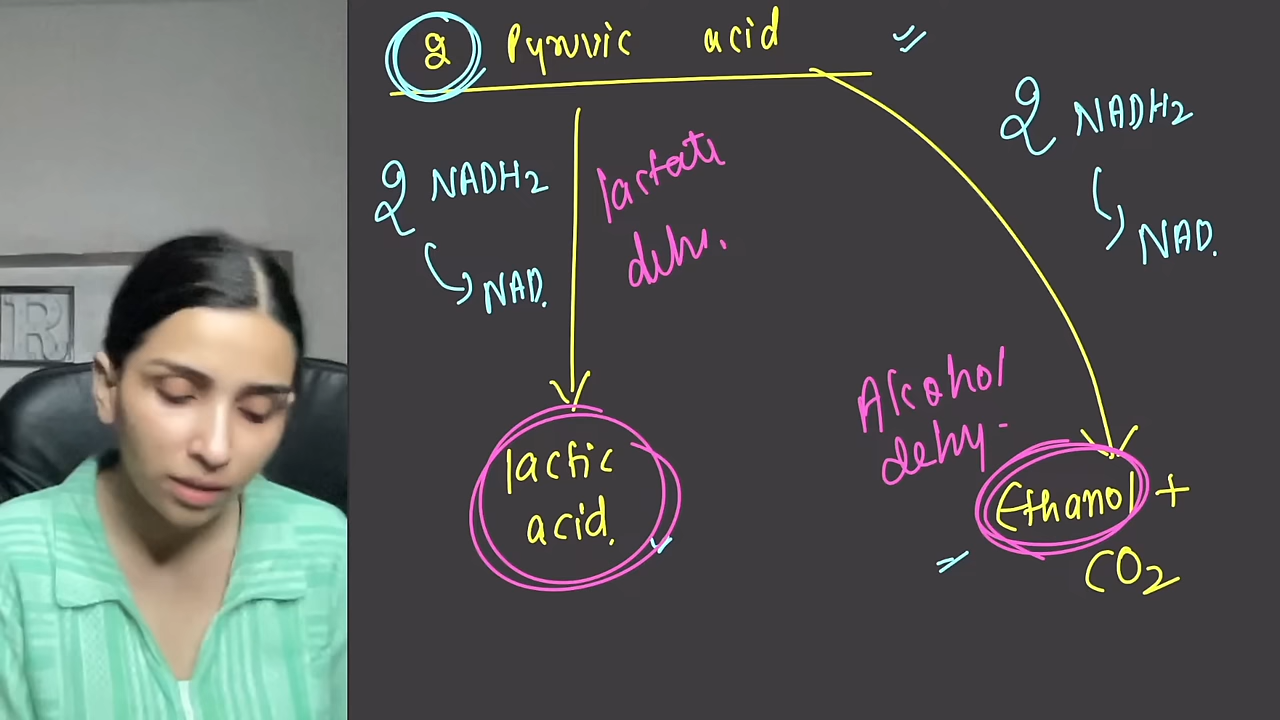 2 Pyruvic acid
2 NADH2
NAD.
lactate
dehy.
2 NADH2
NAD.
lactic
acid.
Alcohol
dehy-
Ethanol +
CO2
R